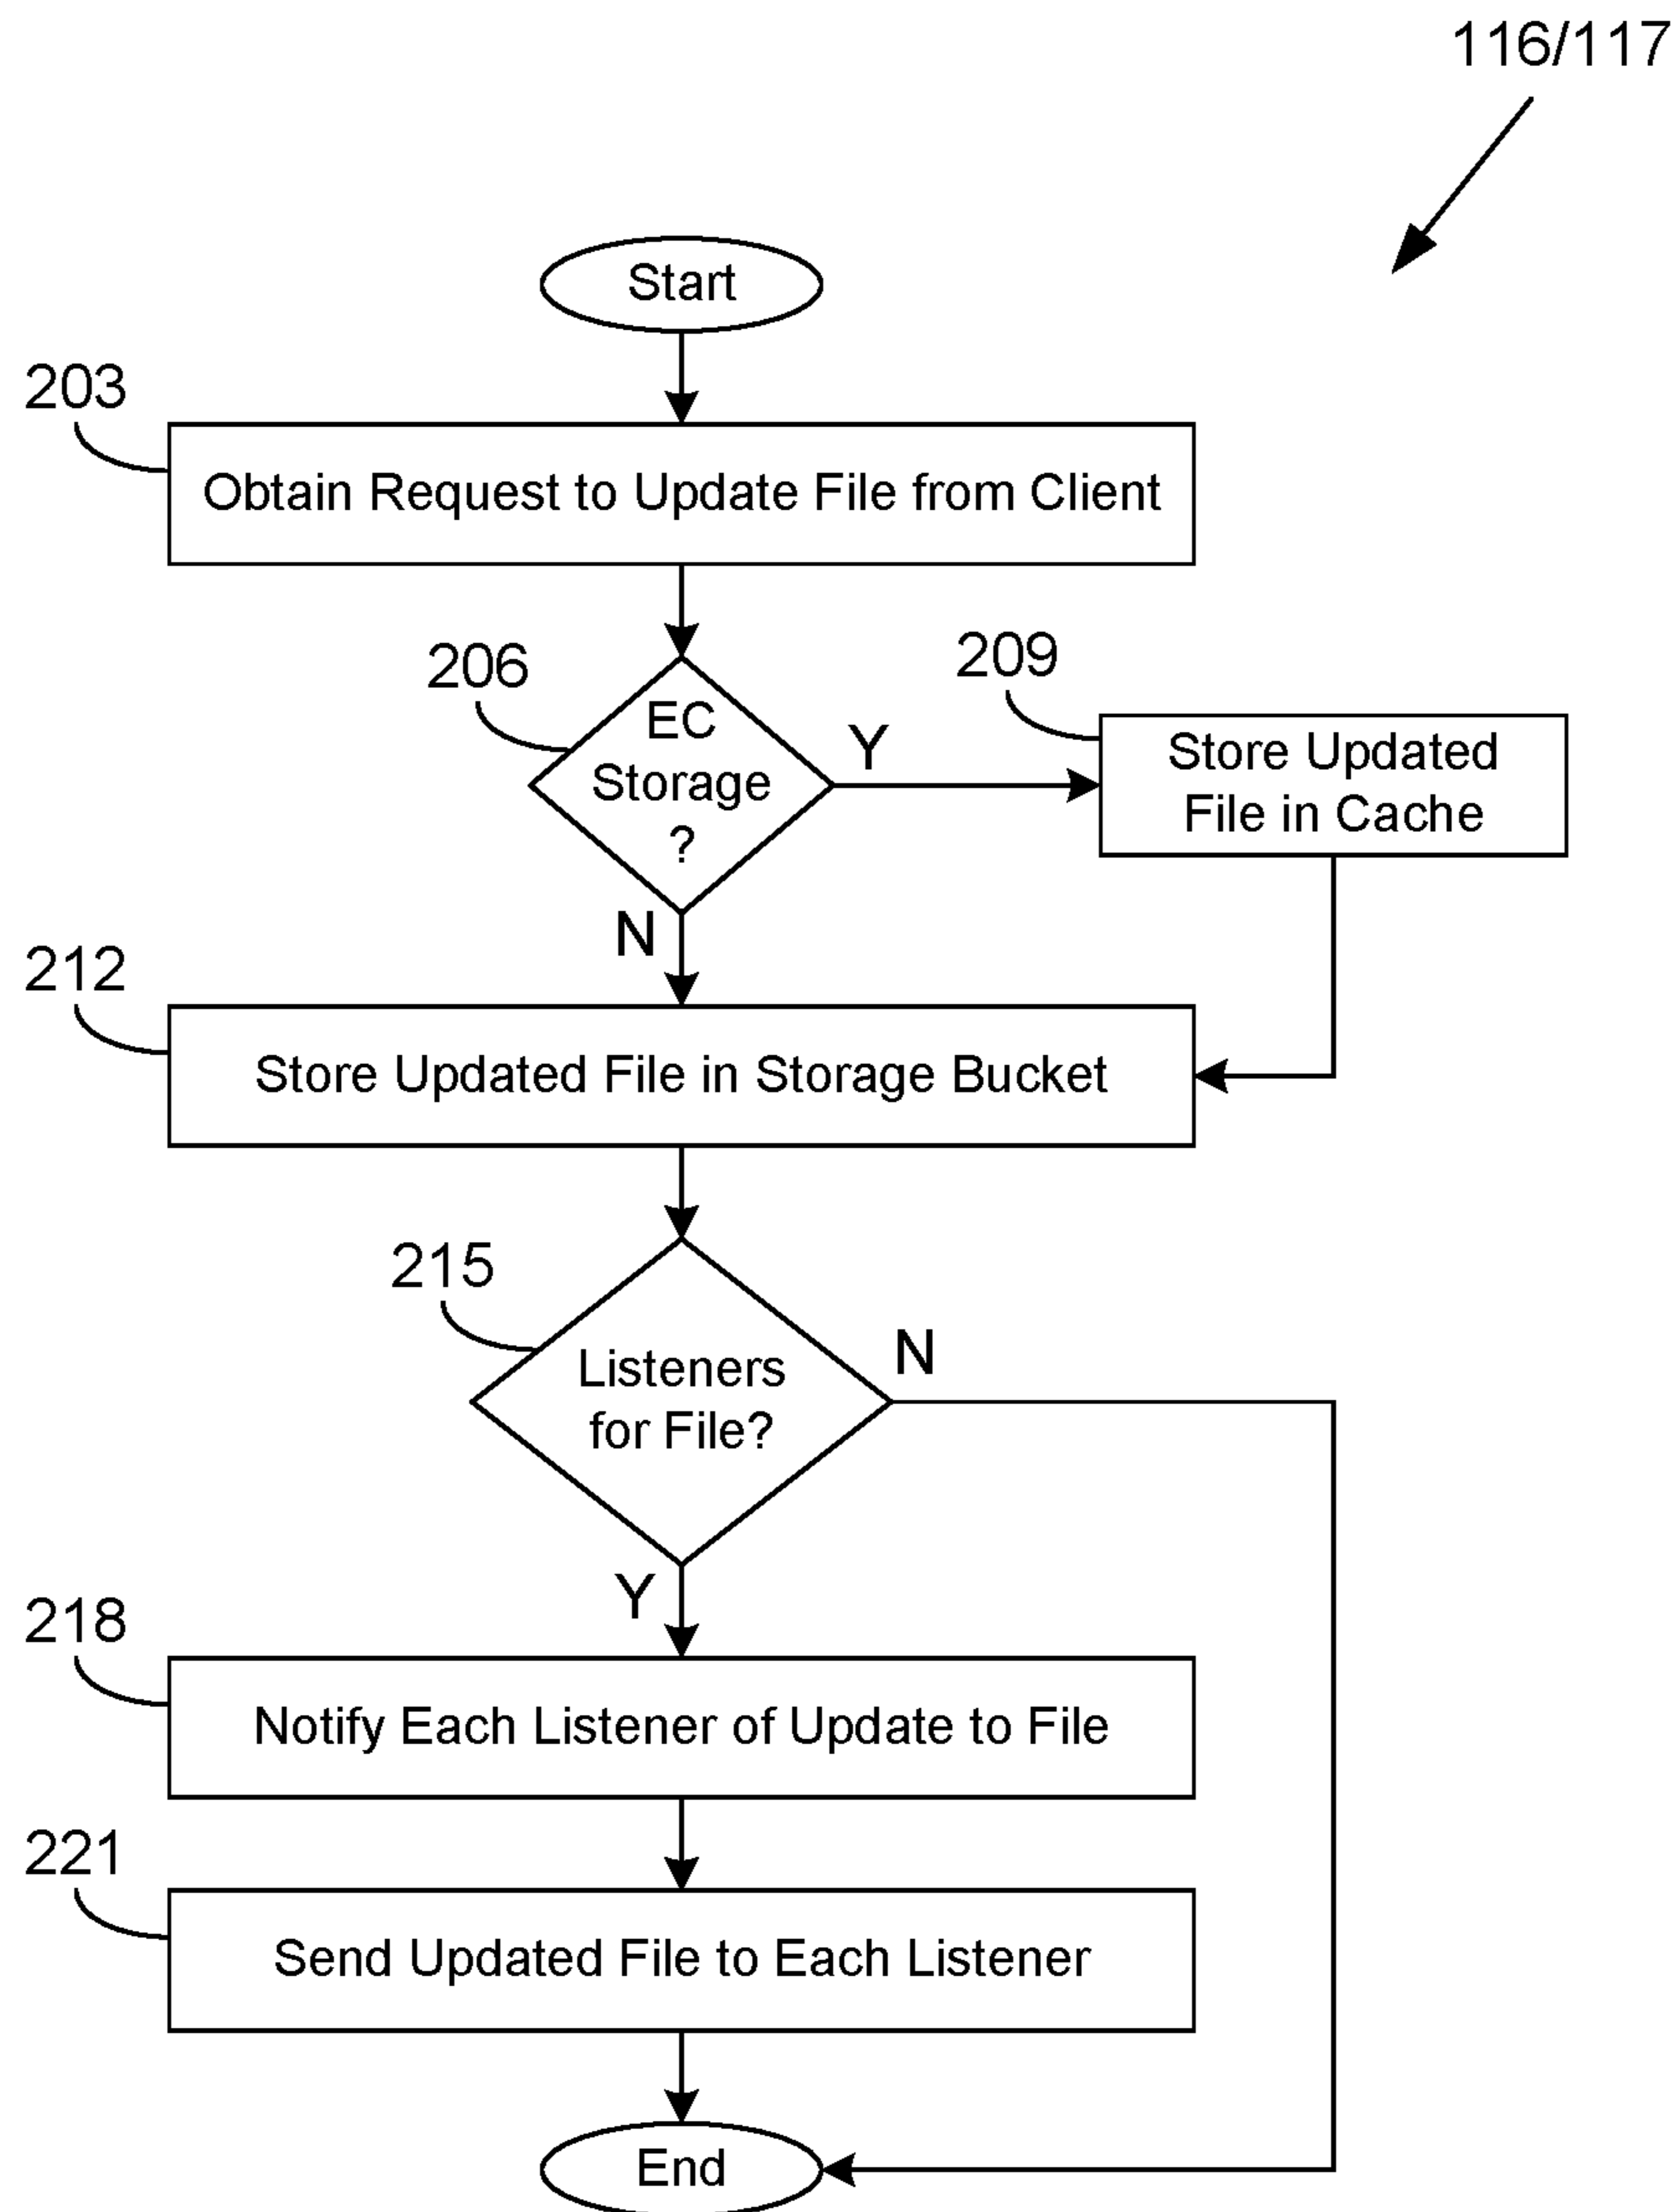 116/117
Start
203
Obtain Request to Update File from Client
206
EC
Storage
?
Y
209
Store Updated
File in Cache
N
212
Store Updated File in Storage Bucket
215
Listeners
for File?
N
Y
218
Notify Each Listener of Update to File
221
Send Updated File to Each Listener
End